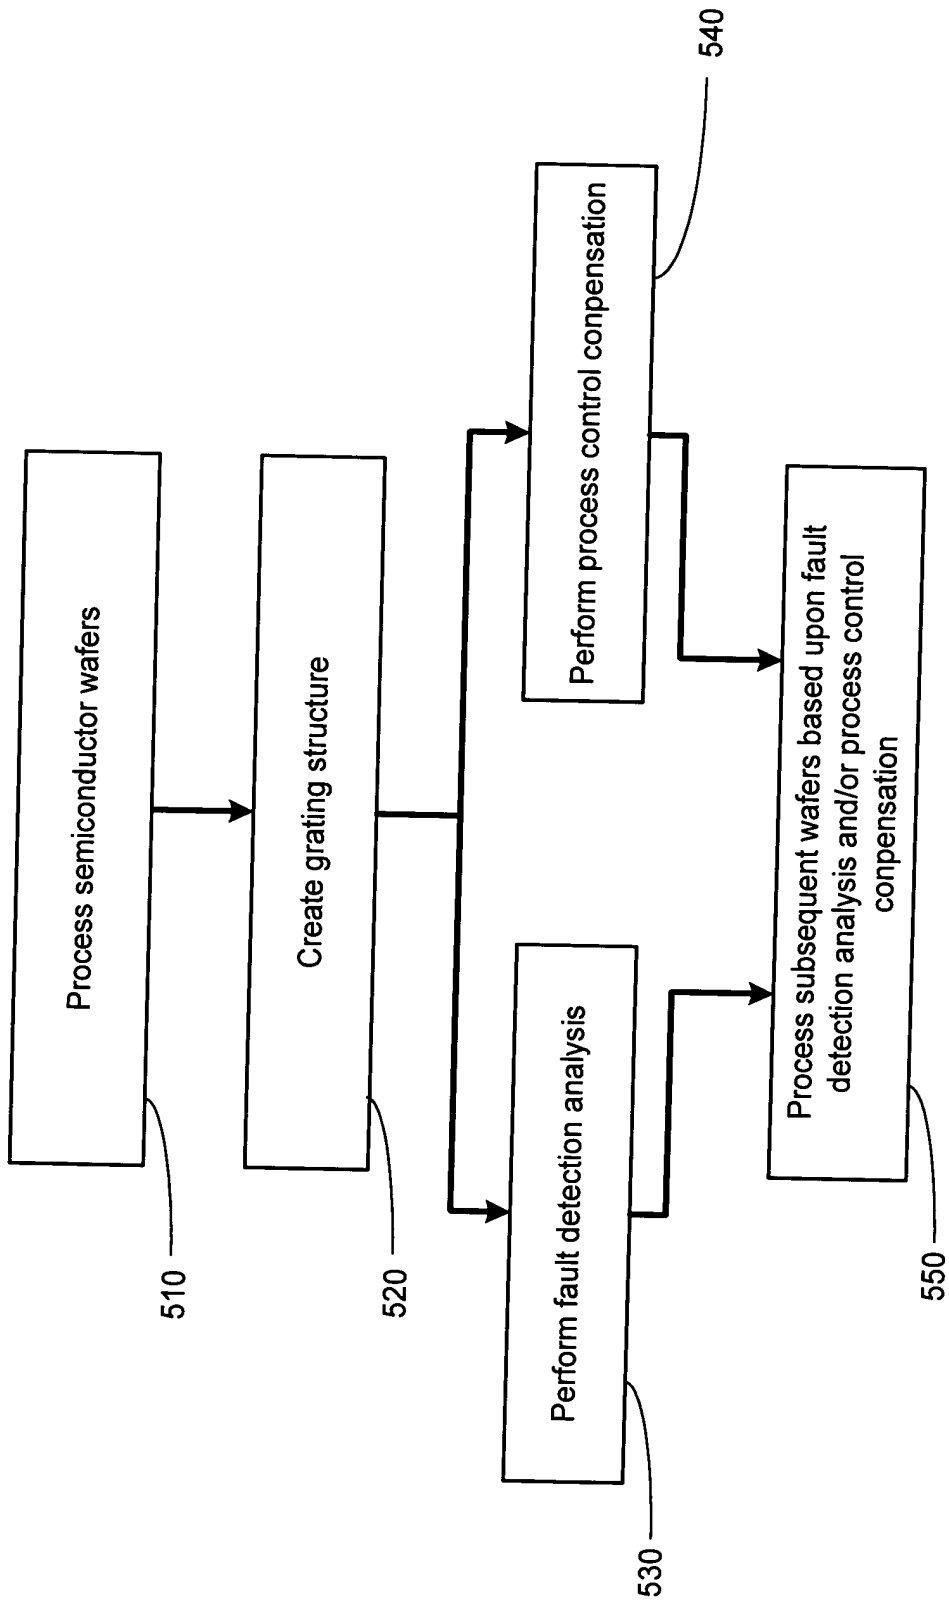 Process semiconductor wafers
510
Create grating structure
520
Perform fault detection analysis
530
Perform process control conpensation
540
Process subsequent wafers based upon fault
detection analysis and/or process control
conpensation
550